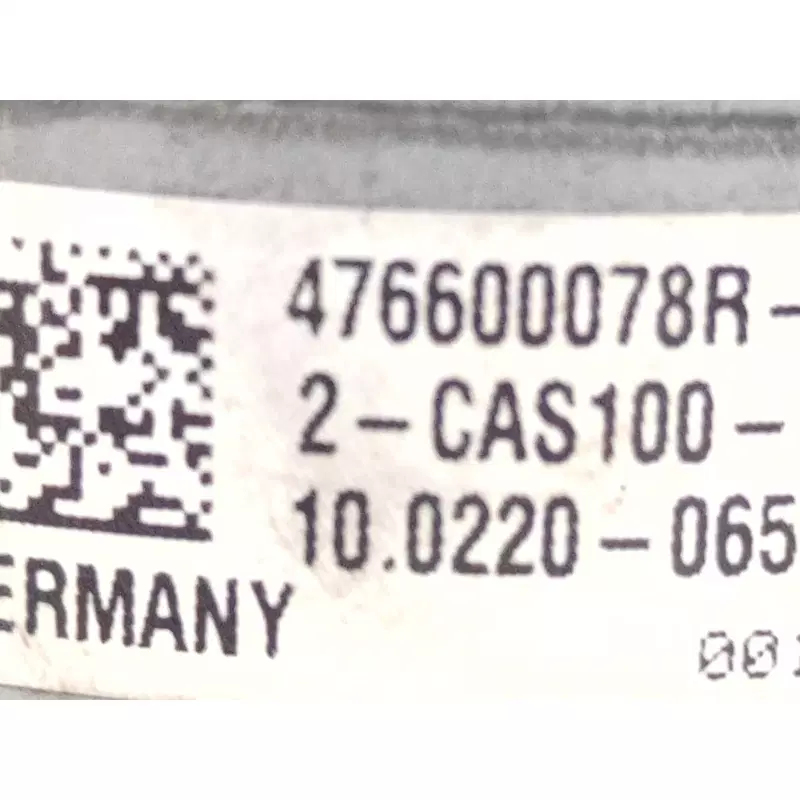 476600078R-
2-CAS100-
10.0220-065
ERMANY